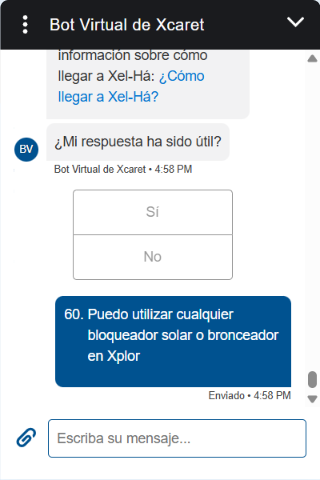 Bot Virtual de Xcaret
información sobre cómo
llegar a Xel-Há: ¿Cómo
llegar a Xel-Há?
¿Mi respuesta ha sido útil?
BV
Bot Virtual de Xcaret • 4:58 PM
Sí
No
60. Puedo utilizar cualquier
bloqueador solar o bronceador
en Xplor
Enviado • 4:58 PM
Escriba su mensaje...